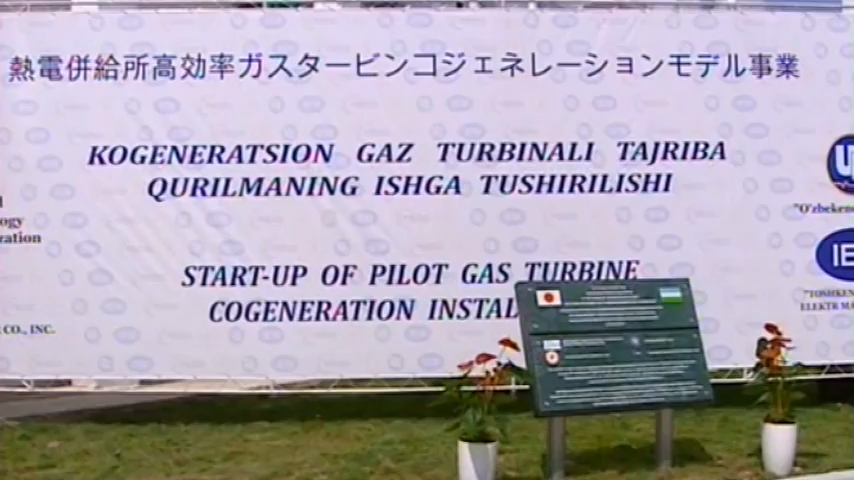 熱電併給所高効率ガスタービンコジェネレーションモデル事業
KOGENERATSION GAZ TURBINALI TAJRIBA
QURILMANING ISHGA TUSHIRILISHI
START-UP OF PILOT GAS TURBINE
COGENERATION INSTAL
ogy
ration
CO., INC.
"O'zbekene
IE
"TOSHKEN
ELEKTR MA